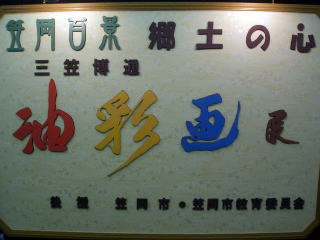 笠岡百景 郷土の心
三笠博通
油彩画展
後援 笠岡市・笠岡市教育委員会